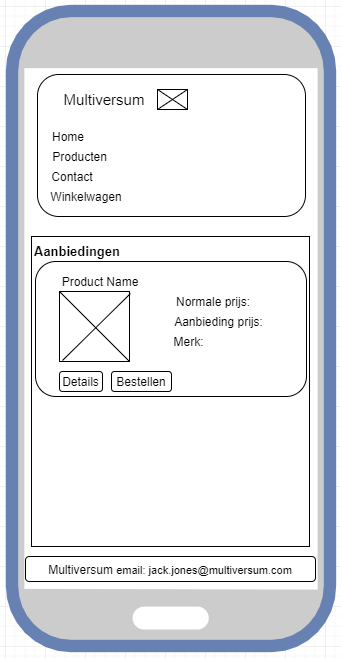 Multiversum
Home
Producten
Contact
Winkelwagen
Aanbiedingen
Product Name
Normale prijs:
Aanbieding prijs:
Merk:
Details
Bestellen
Multiversum email: jack.jones@multiversum.com